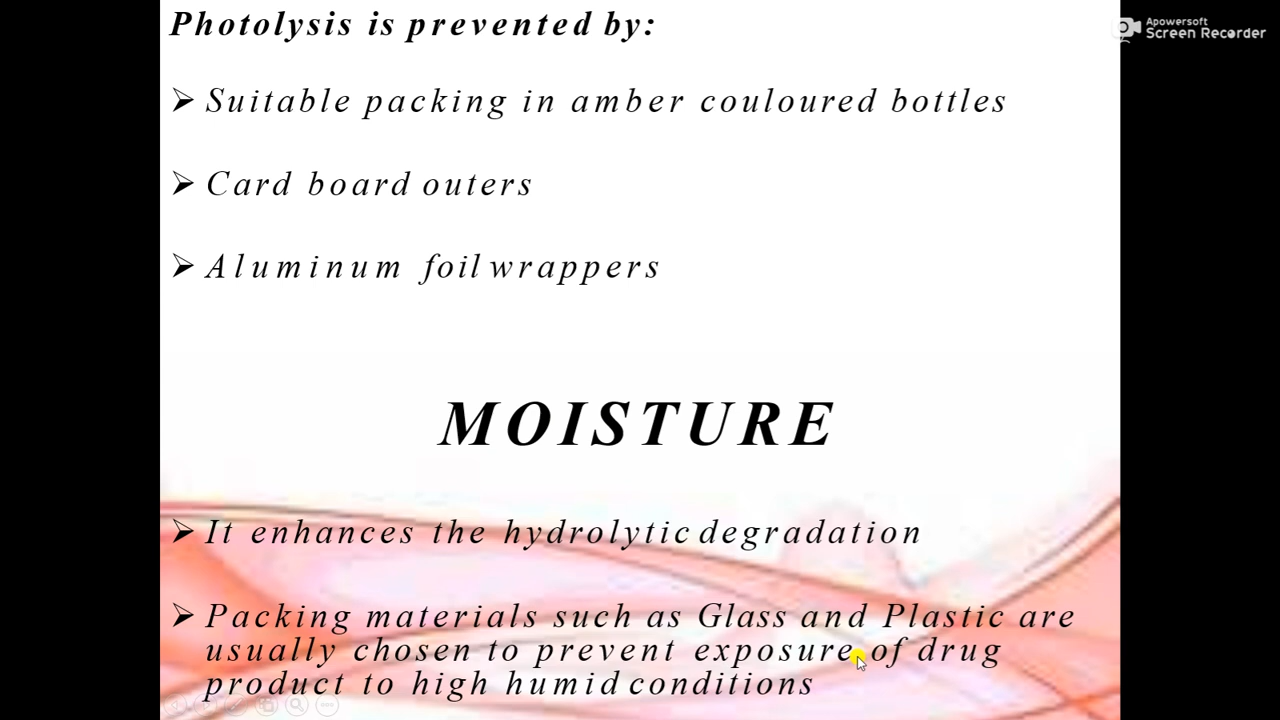 Photolysis is prevented by:
Apowersoft
Screen Recorder
➢ Suitable packing in amber couloured bottles
➢ Card board outers
➢ Aluminum foil wrappers
MOISTURE
➢ It enhances the hydrolytic degradation
➢ Packing materials such as Glass and Plastic are
usually chosen to prevent exposure of drug
product to high humid conditions